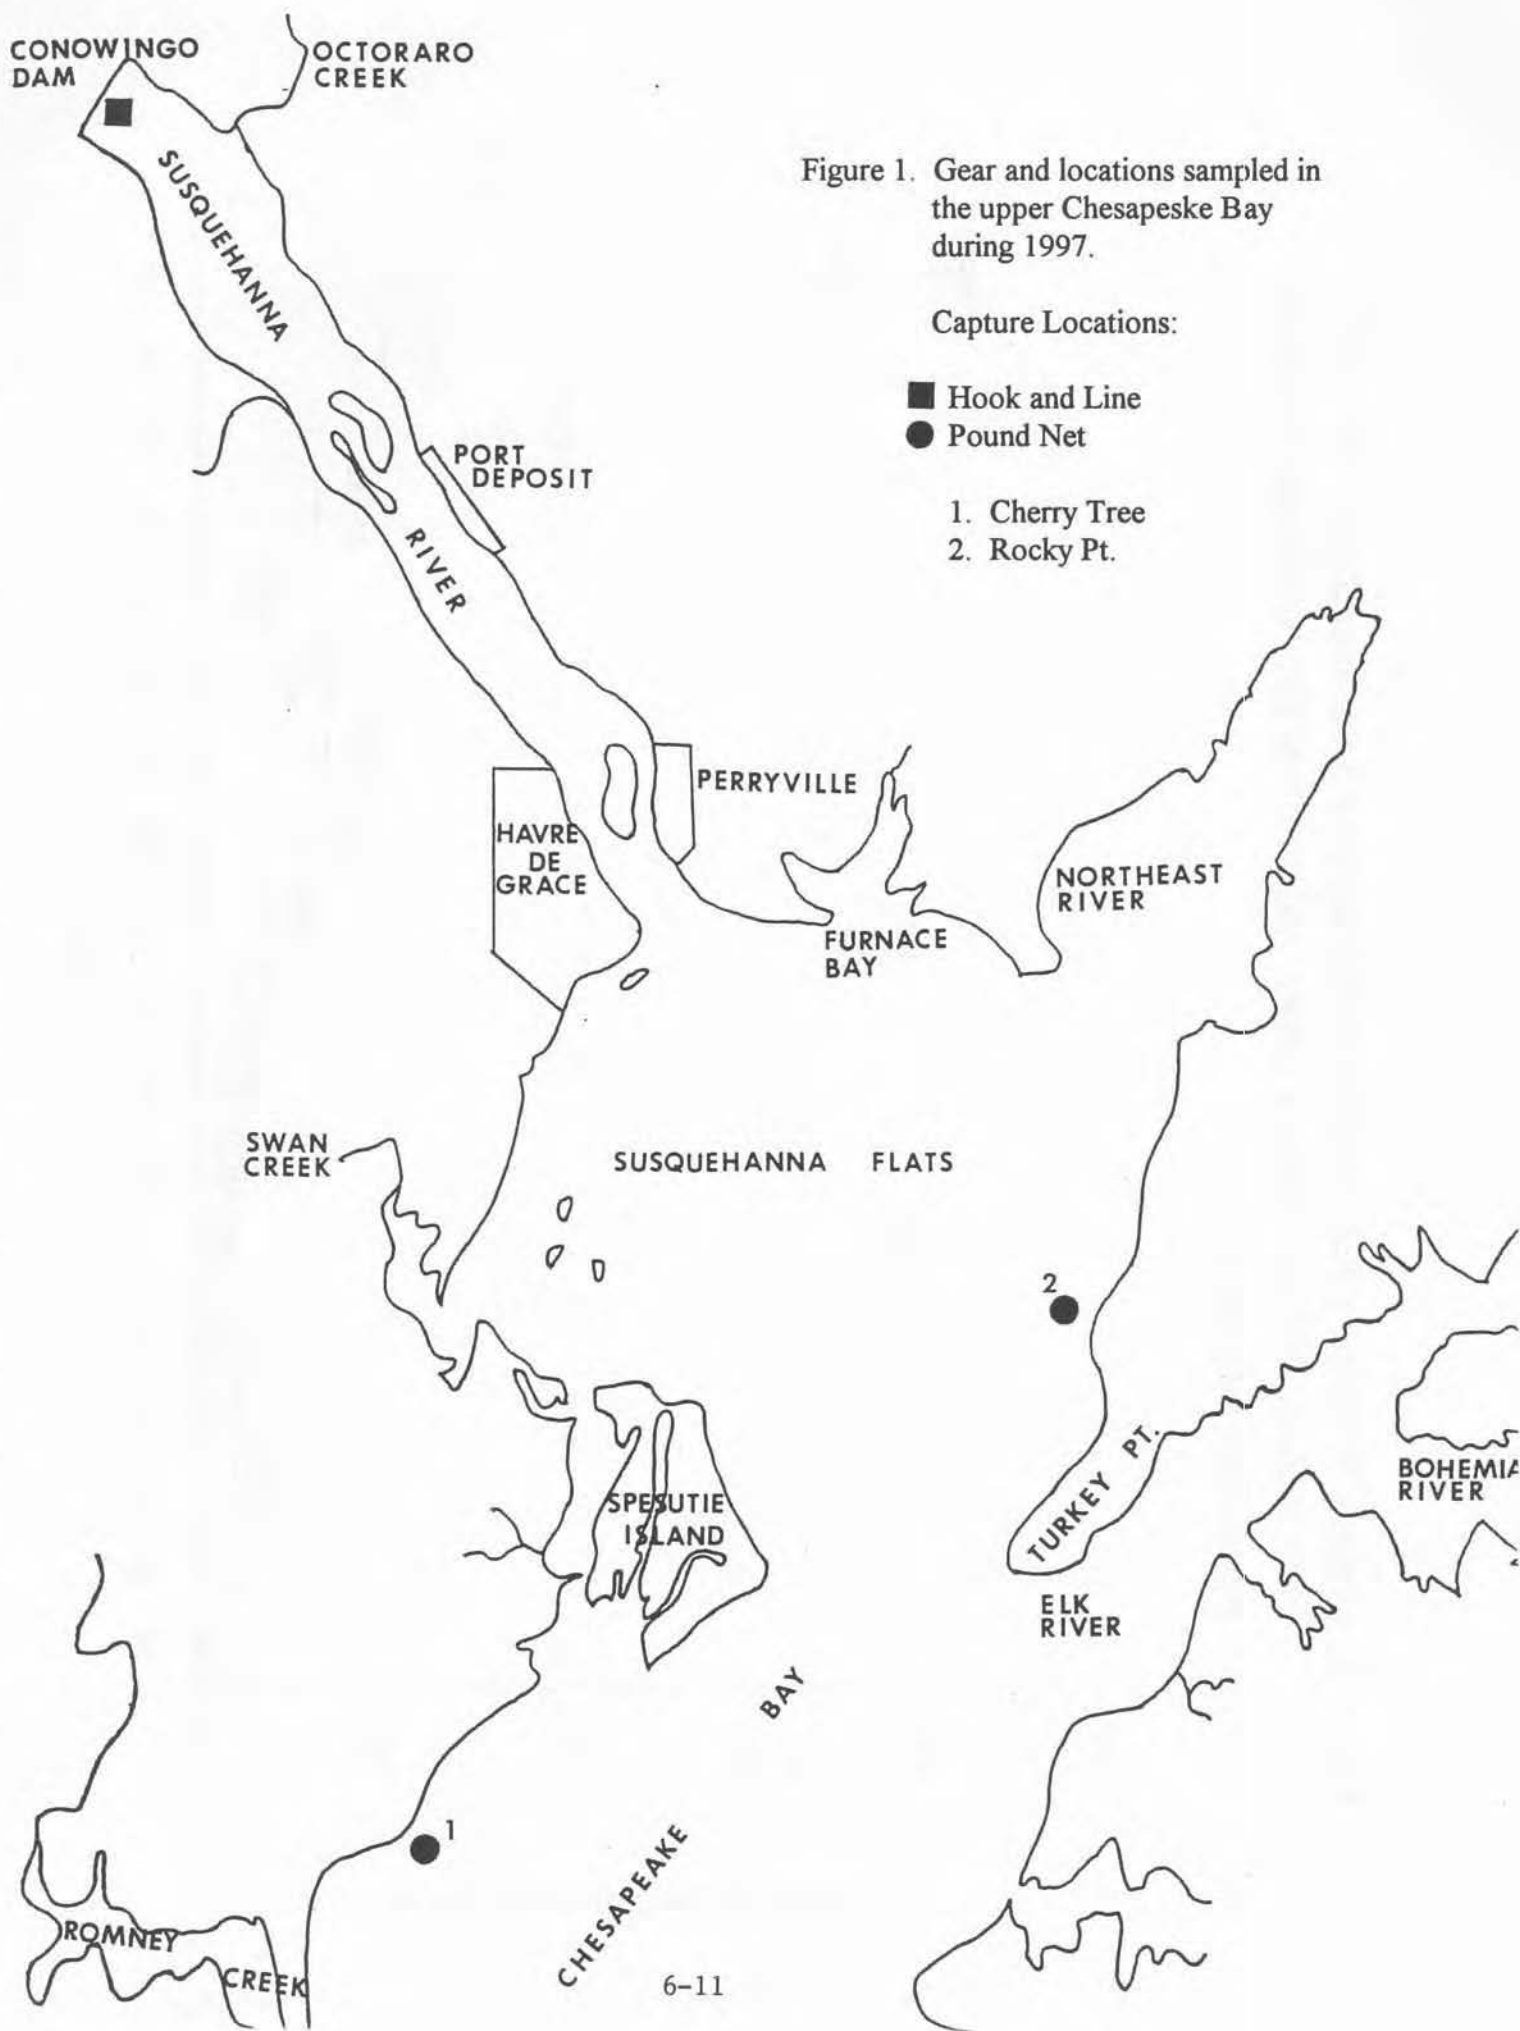 CONOWINGO
DAM
OCTORARO
CREEK
SUSQUEHANNA
RIVER
Figure 1. Gear and locations sampled in
the upper Chesapeske Bay
during 1997.
Capture Locations:
Hook and Line
Pound Net
1. Cherry Tree
2. Rocky Pt.
PORT
DEPOSIT
PERRYVILLE
HAVRE
DE
GRACE
NORTHEAST
RIVER
FURNACE
BAY
SWAN
CREEK
SUSQUEHANNA FLATS
2
TURKEY PT.
BOHEMIA
RIVER
SPESUTIE
ISLAND
ELK
RIVER
CHESAPEAKE BAY
1
ROMNEY
CREEK
6-11